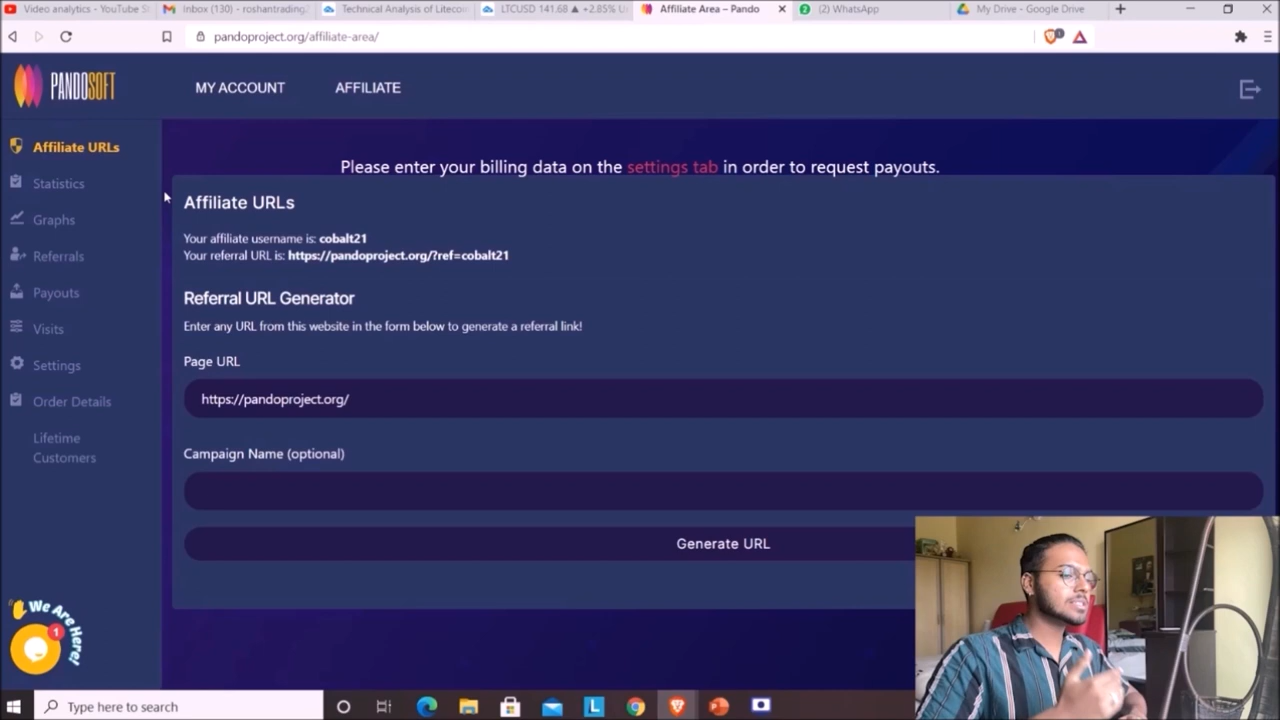 Video analytics - YouTube S
Inbox (130) - roshantrading.
Technical Analysis of Litecoi
LTCUSD 141.68 ▲ +2.85% U
Affiliate Area – Pando
(2) WhatsApp
My Drive - Google Drive
pandoproject.org/affiliate-area/
1
PANDOSOFT
MY ACCOUNT
AFFILIATE
Affiliate URLs
Statistics
Graphs
Referrals
Payouts
Visits
Settings
Order Details
Lifetime
Customers
Please enter your billing data on the settings tab in order to request payouts.
Affiliate URLs
Your affiliate username is: cobalt21
Your referral URL is: https://pandoproject.org/?ref=cobalt21
Referral URL Generator
Enter any URL from this website in the form below to generate a referral link!
Page URL
https://pandoproject.org/
Campaign Name (optional)
Generate URL
We Are Here!
1
Type here to search